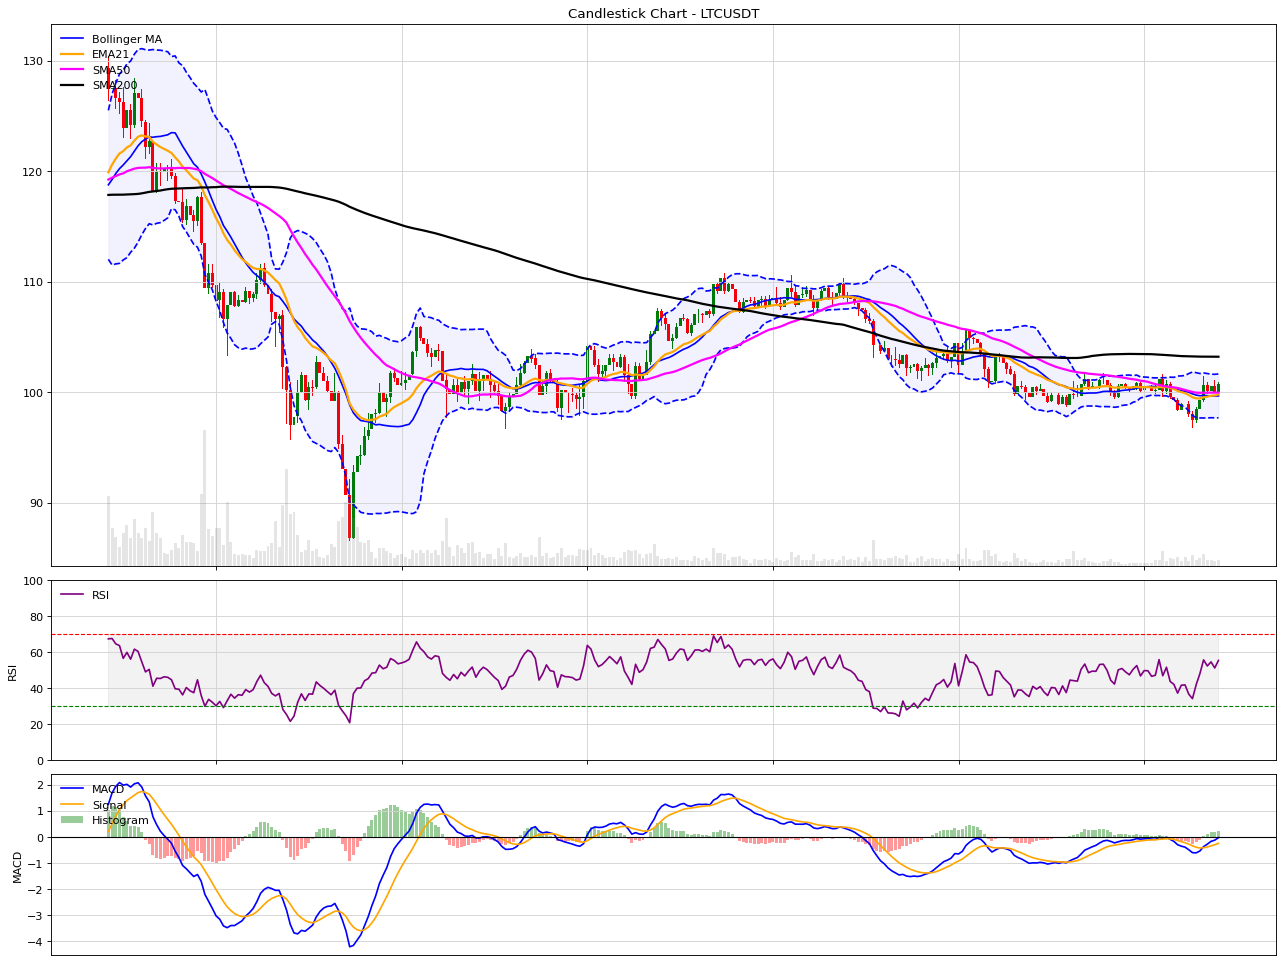 Candlestick Chart - LTCUSDT
Bollinger MA
EMA21
SMA50
SMA200
130
120
110
100
90
RSI
100
80
60
40
20
0
RSI
MACD
Signal
Histogram
2
1
0
−1
−2
−3
−4
MACD